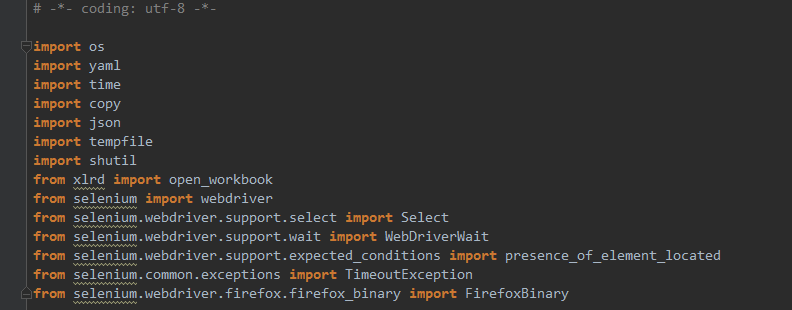 # -*- coding: utf-8 -*-
import os
import yaml
import time
import copy
import json
import tempfile
import shutil
from xlrd import open_workbook
from selenium import webdriver
from selenium.webdriver.support.select import Select
from selenium.webdriver.support.wait import WebDriverWait
from selenium.webdriver.support.expected_conditions import presence_of_element_located
from selenium.common.exceptions import TimeoutException
from selenium.webdriver.firefox.firefox_binary import FirefoxBinary